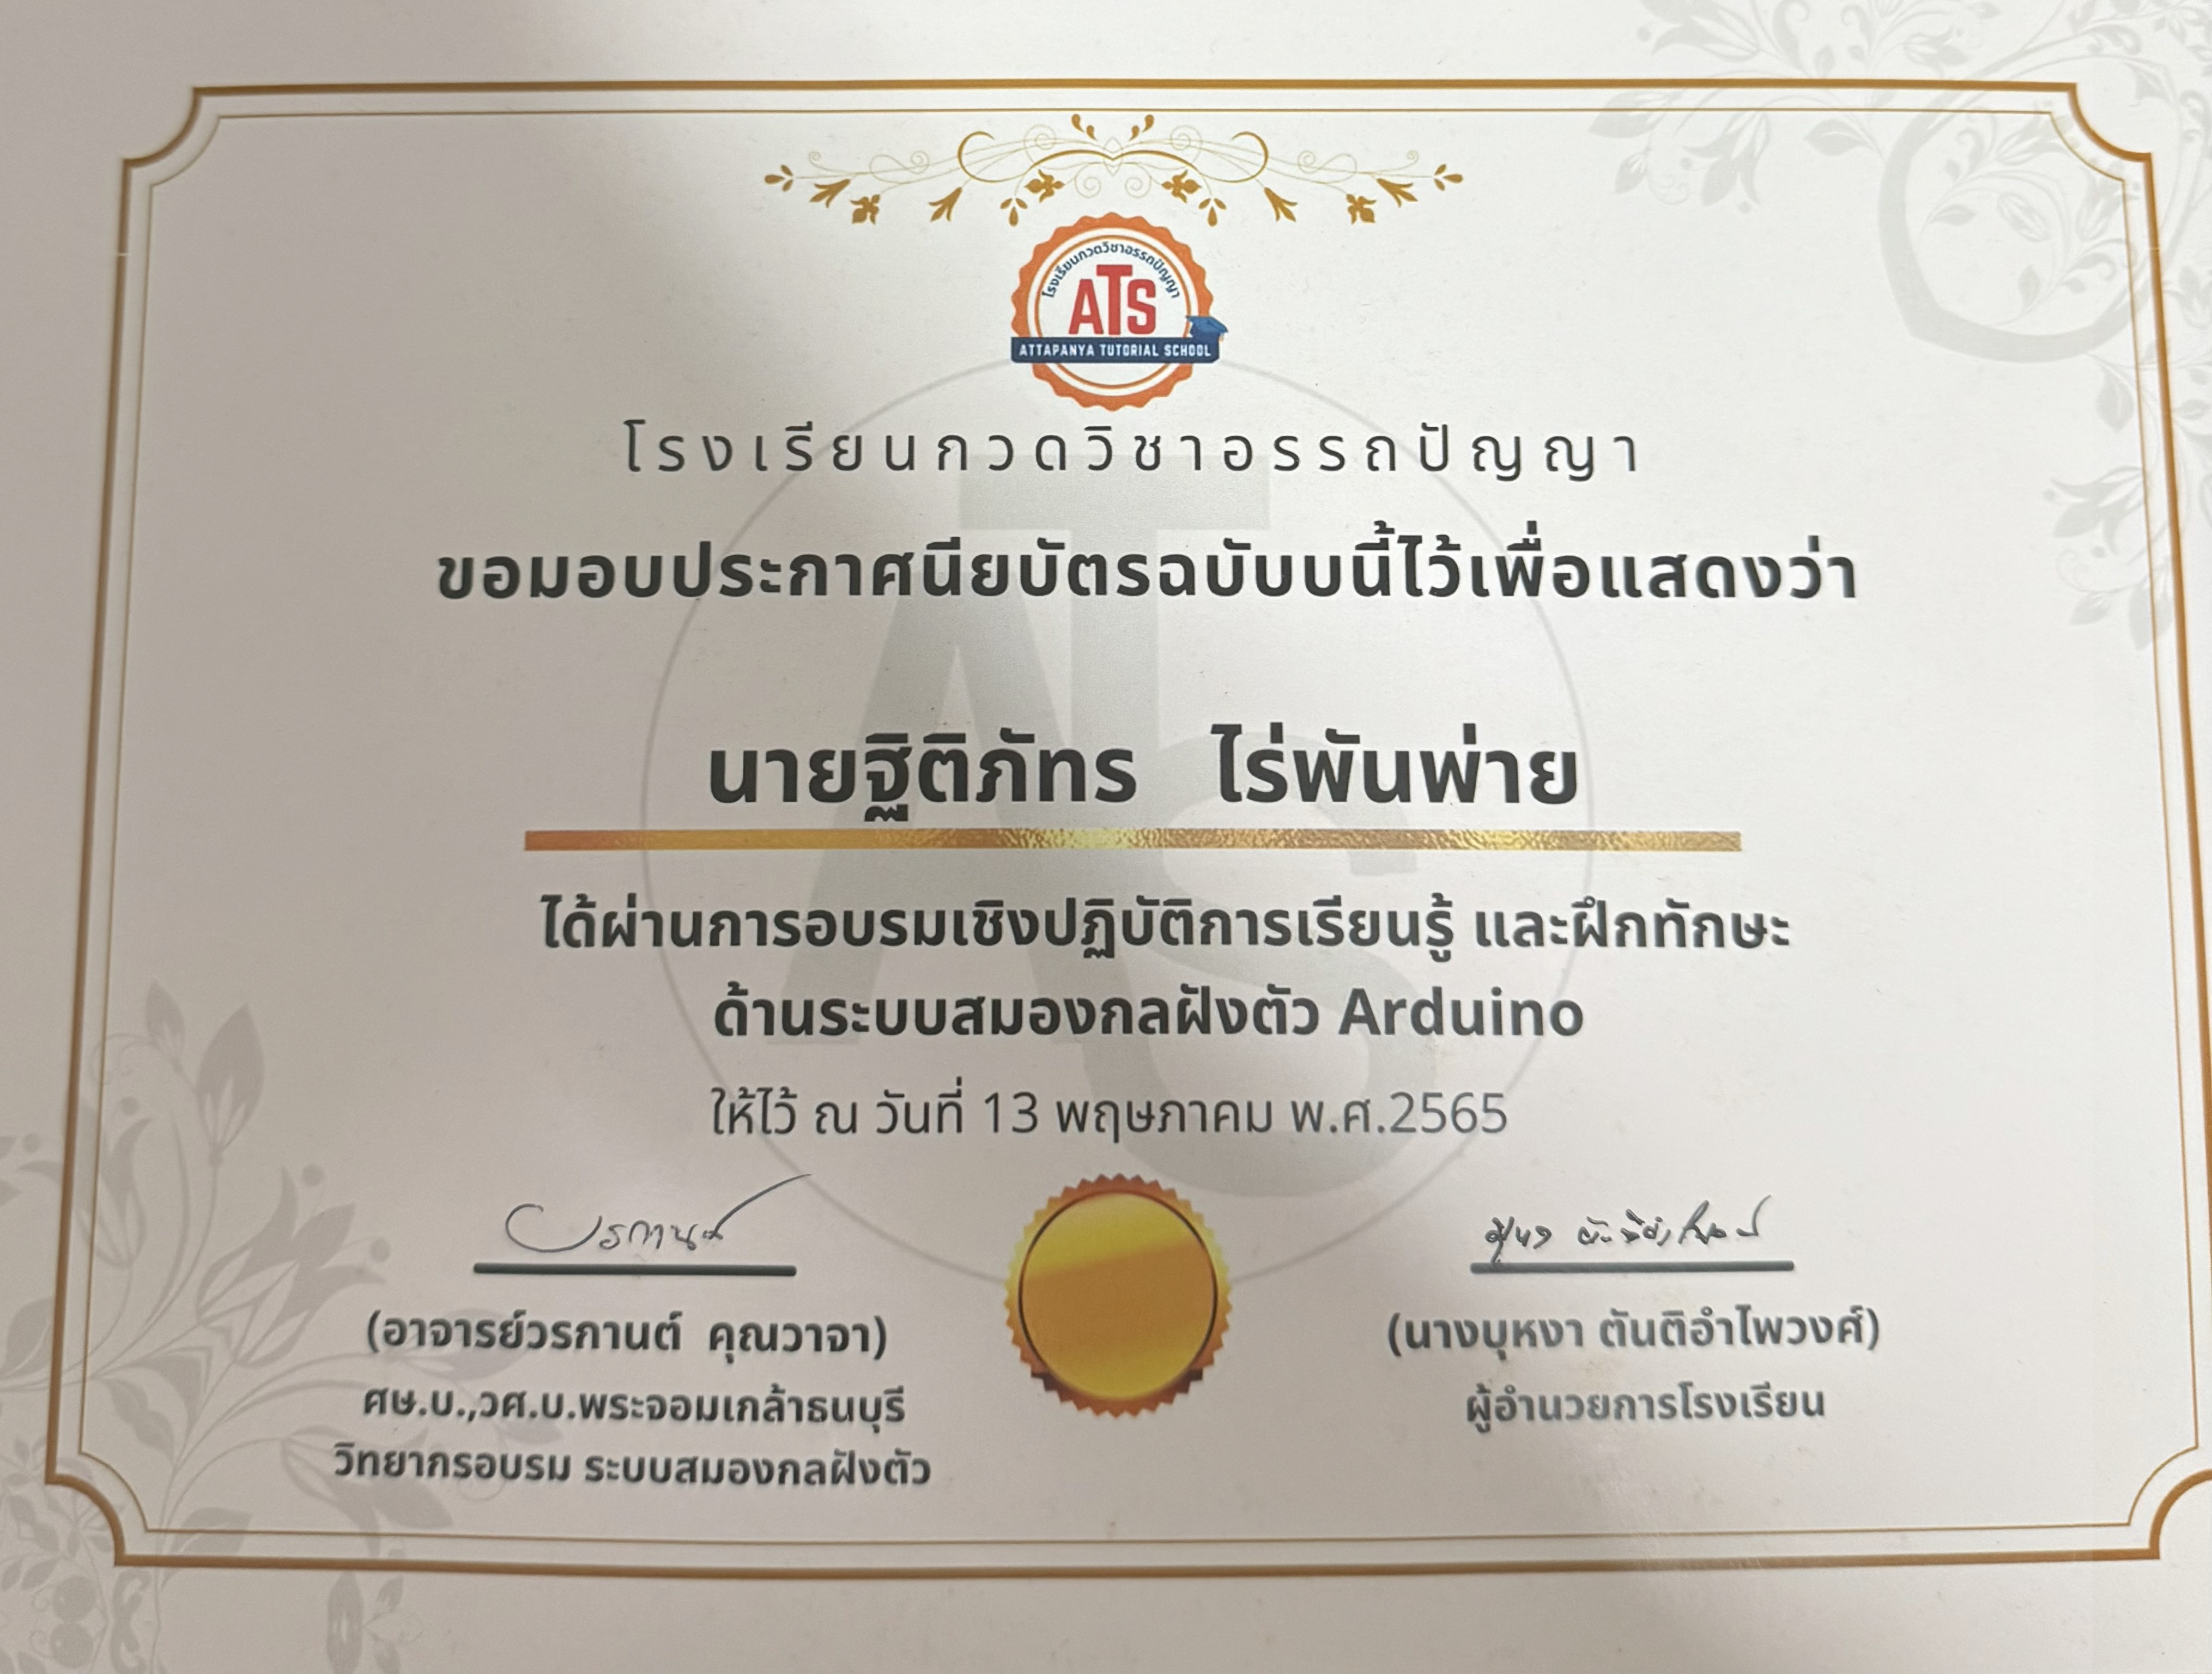 โรงเรียนกวดวิชาอรรถปัญญา
ATS
ATTAPANYA TUTORIAL SCHOOL
โรงเรียนกวดวิชาอรรถปัญญา
ขอมอบประกาศนียบัตรฉบับบนี้ไว้เพื่อแสดงว่า
นายฐิติภัทร ไร่พันพ่าย
ได้ผ่านการอบรมเชิงปฏิบัติการเรียนรู้ และฝึกทักษะ
ด้านระบบสมองกลฝังตัว Arduino
ให้ไว้ ณ วันที่ 13 พฤษภาคม พ.ศ.2565
วรกานต์
(อาจารย์วรกานต์ คุณวาจา)
ศษ.บ.,วศ.บ.พระจอมเกล้าธนบุรี
วิทยากรอบรม ระบบสมองกลฝังตัว
(นางบุหงา ตันติอำไพวงศ์)
ผู้อำนวยการโรงเรียน